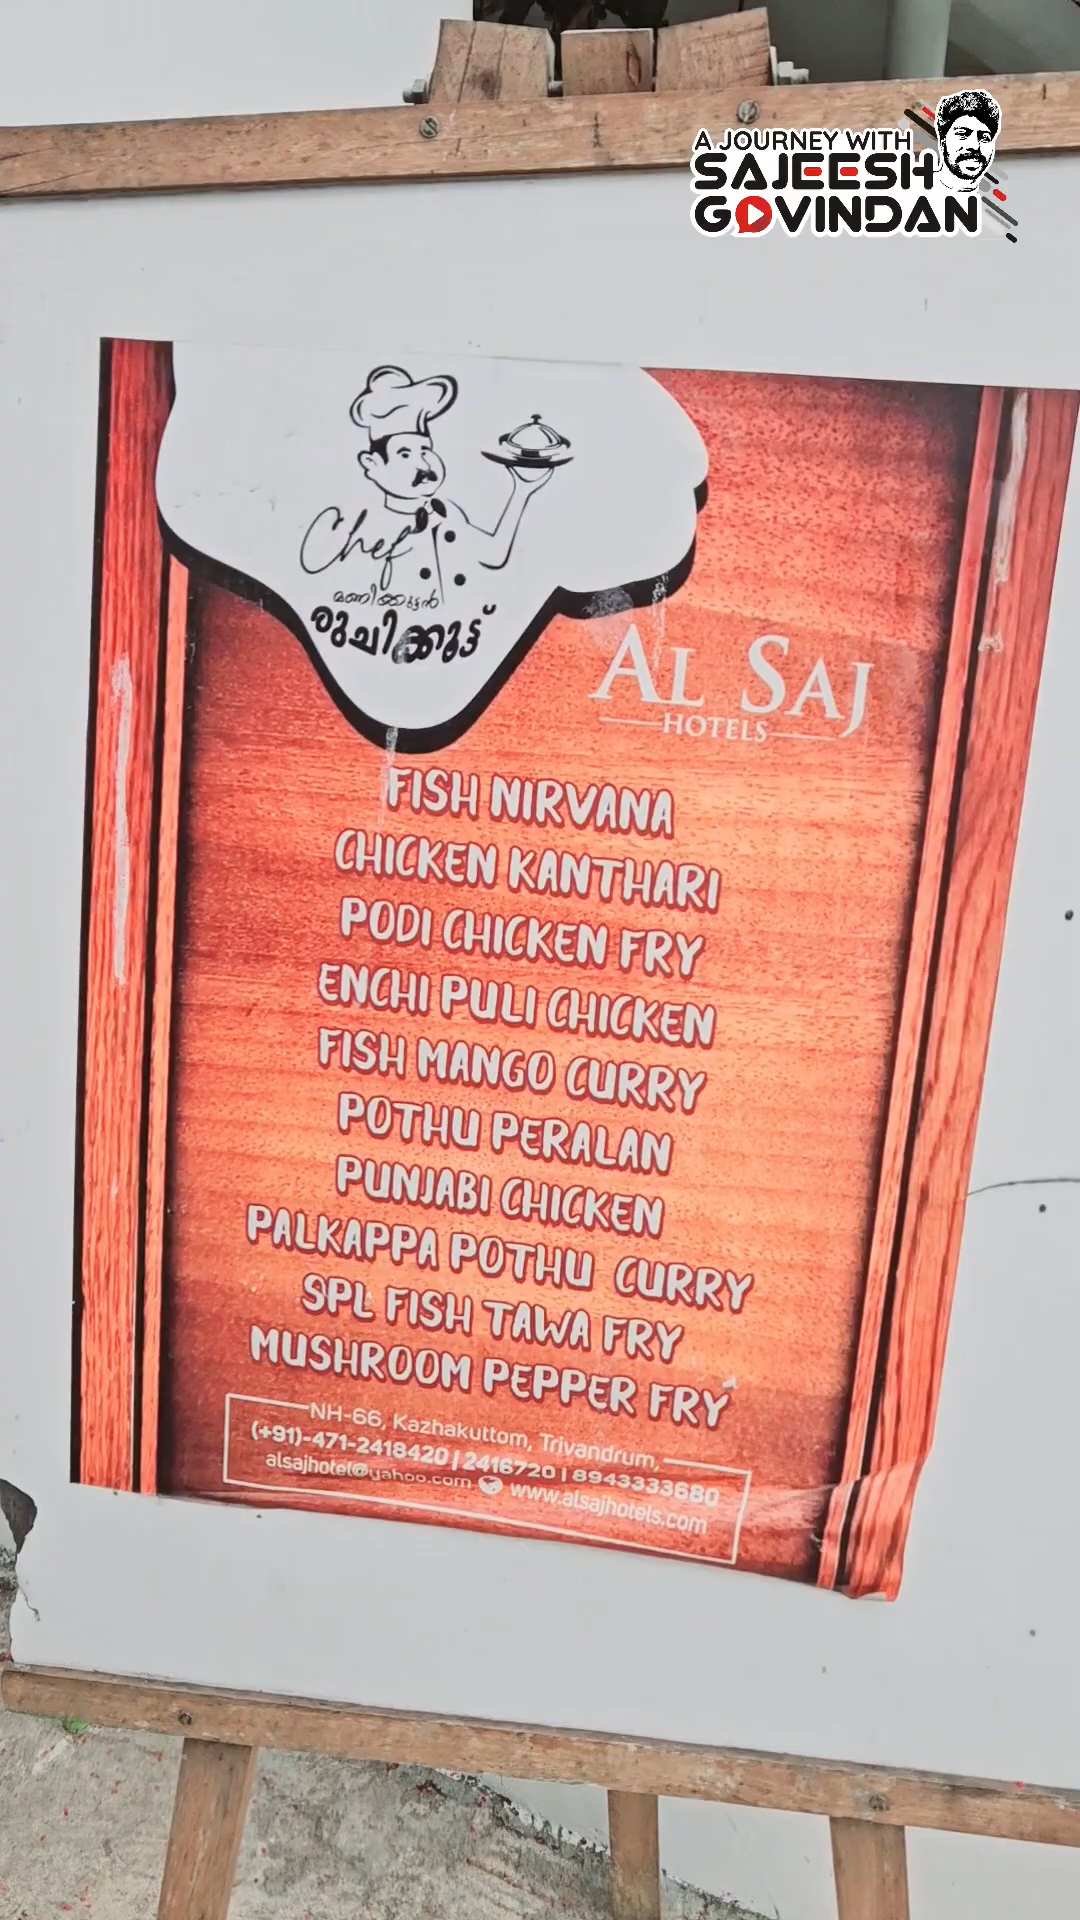 A JOURNEY WITH
SAJEESH
GOVINDAN
Chef
മണിക്കുട്ടൻ
രുചിക്കൂട്ട്
AL SAJ
HOTELS
FISH NIRVANA
CHICKEN KANTHARI
PODI CHICKEN FRY
ENCHI PULI CHICKEN
FISH MANGO CURRY
POTHU PERALAN
PUNJABI CHICKEN
PALKAPPA POTHU CURRY
SPL FISH TAWA FRY
MUSHROOM PEPPER FRY
NH-66, Kazhakuttom, Trivandrum,
(+91)-471-2418420 | 2416720 | 8943333680
alsajhotel@yahoo.com www.alsajhotels.com